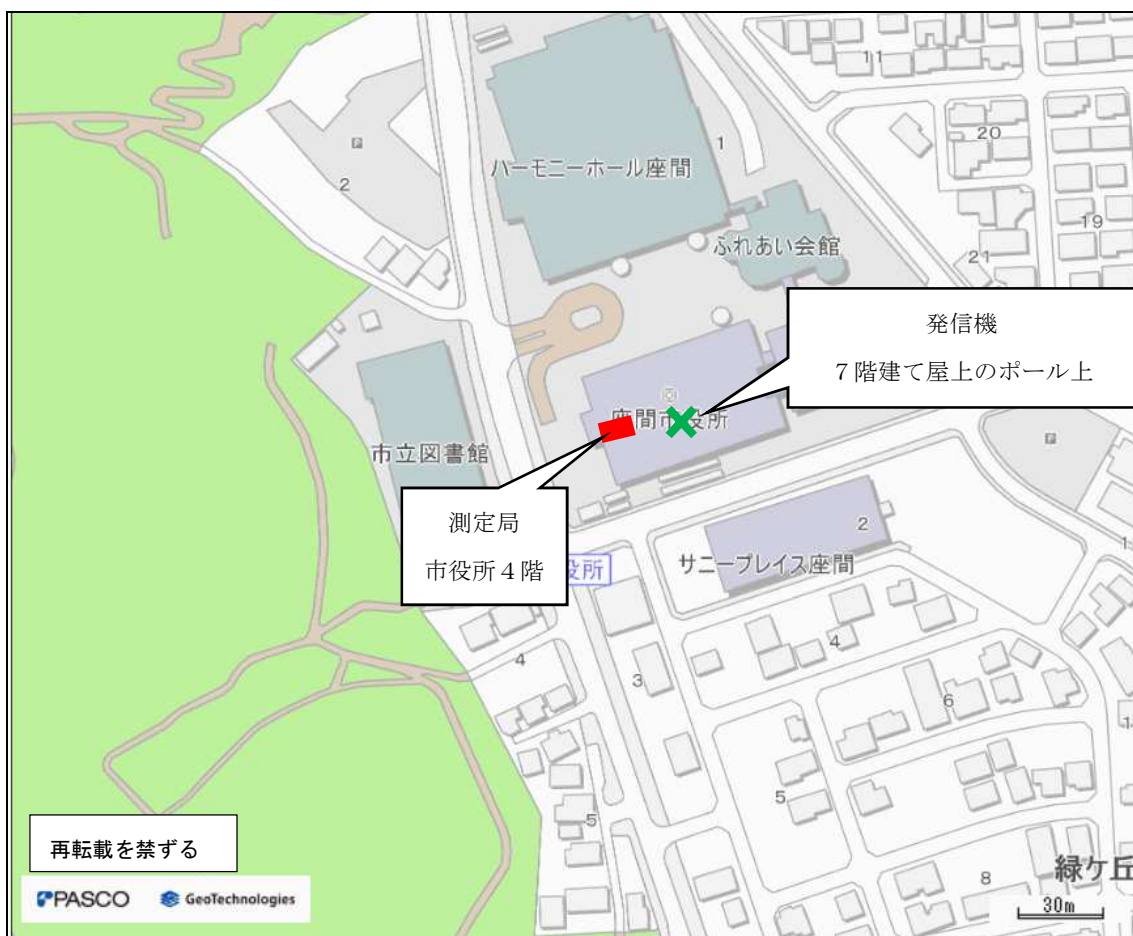 11
20
1
ハーモニーホール座間
P
2
19
ふれあい会館
21
発信機
7階建て屋上のポール上
座間市役所
市立図書館
P
測定局
市役所4階
2
サニープレイス座間
役所
1
4
4
3
6
14
5
5
再転載を禁ずる
緑ケ丘
8
PASCO
GeoTechnologies
30m